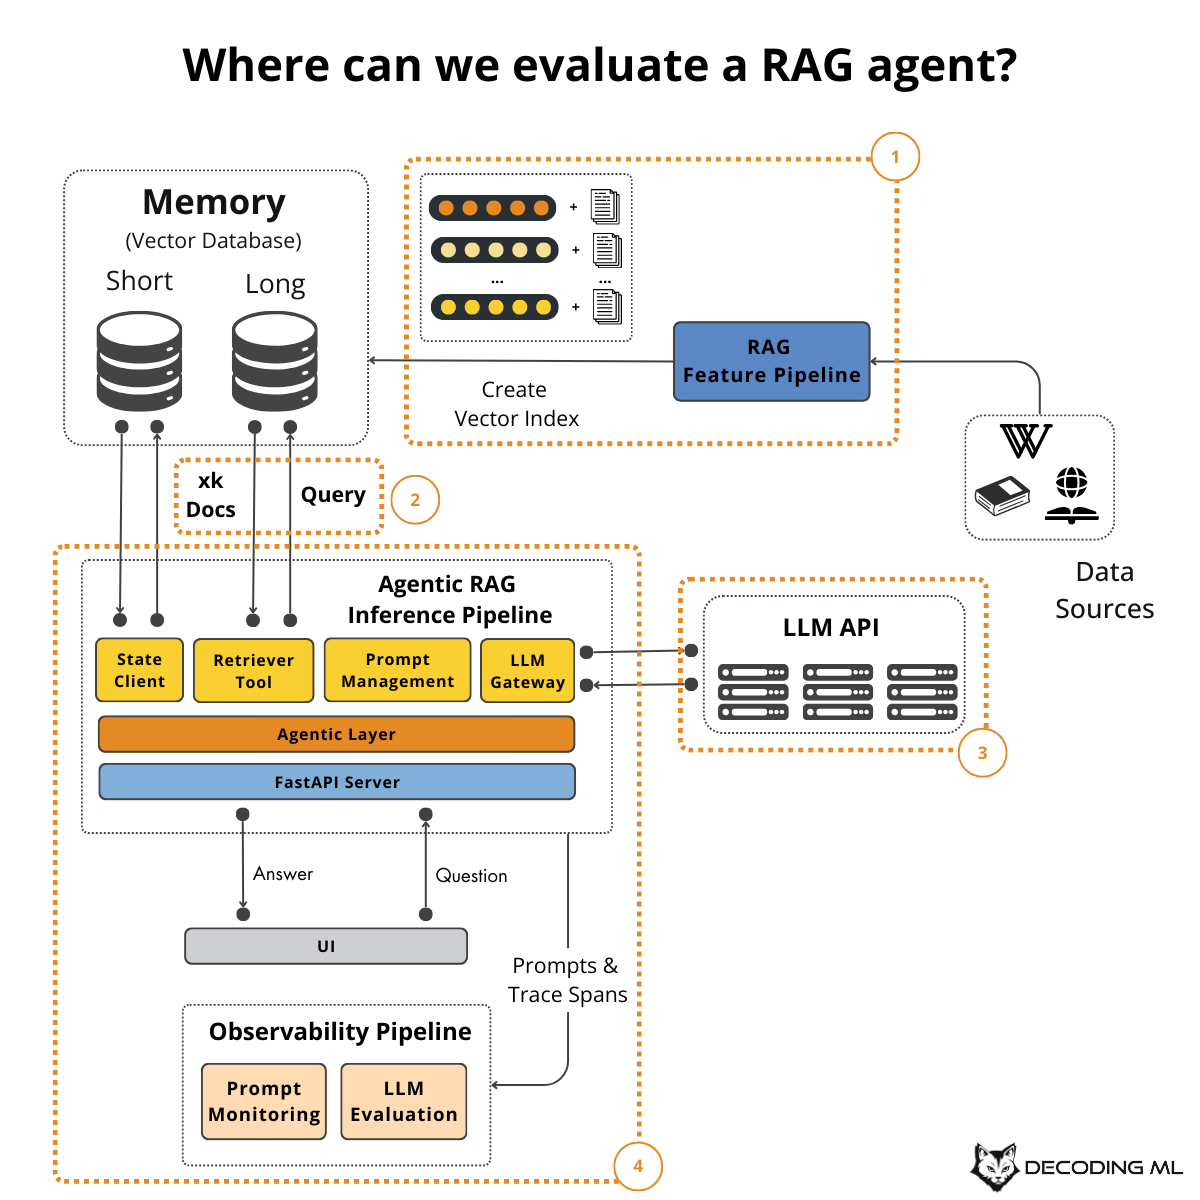 Where can we evaluate a RAG agent?
1
Memory
(Vector Database)
Short
Long
+
+
...
...
+
RAG
Feature Pipeline
Create
Vector Index
W
xk
Docs
Query
2
Data
Sources
Agentic RAG
Inference Pipeline
State
Client
Retriever
Tool
Prompt
Management
LLM
Gateway
LLM API
3
Agentic Layer
FastAPI Server
Answer
Question
UI
Prompts &
Trace Spans
Observability Pipeline
Prompt
Monitoring
LLM
Evaluation
4
DECODING ML